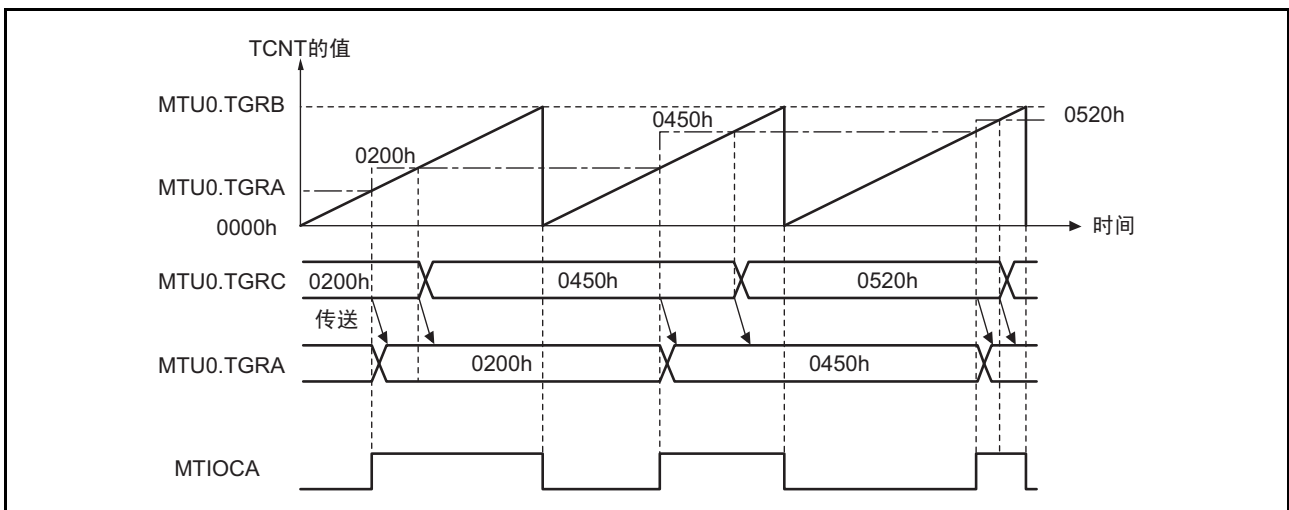 TCNT的值
MTU0.TGRB
0450h
0520h
0200h
MTU0.TGRA
0000h
时间
MTU0.TGRC
0200h
0450h
0520h
传送
MTU0.TGRA
0200h
0450h
MTIOCA